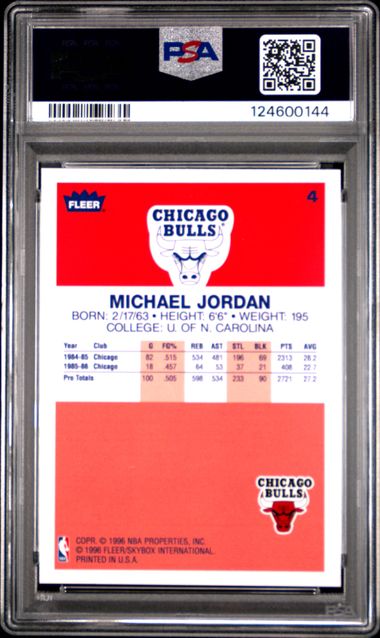 PSA
124600144
FLEER
4
CHICAGO
BULLS
MICHAEL JORDAN
BORN: 2/17/63 • HEIGHT: 6'6" • WEIGHT: 195
COLLEGE: U. OF N. CAROLINA
Year Club G FG% REB AST STL BLK PTS AVG
1984-85 Chicago 82 .515 534 481 196 69 2313 28.2
1985-86 Chicago 18 .457 64 53 37 21 408 22.7
Pro Totals 100 .505 598 534 233 90 2721 27.2
CHICAGO
BULLS
COPR. © 1996 NBA PROPERTIES, INC.
© 1996 FLEER/SKYBOX INTERNATIONAL.
PRINTED IN U.S.A.